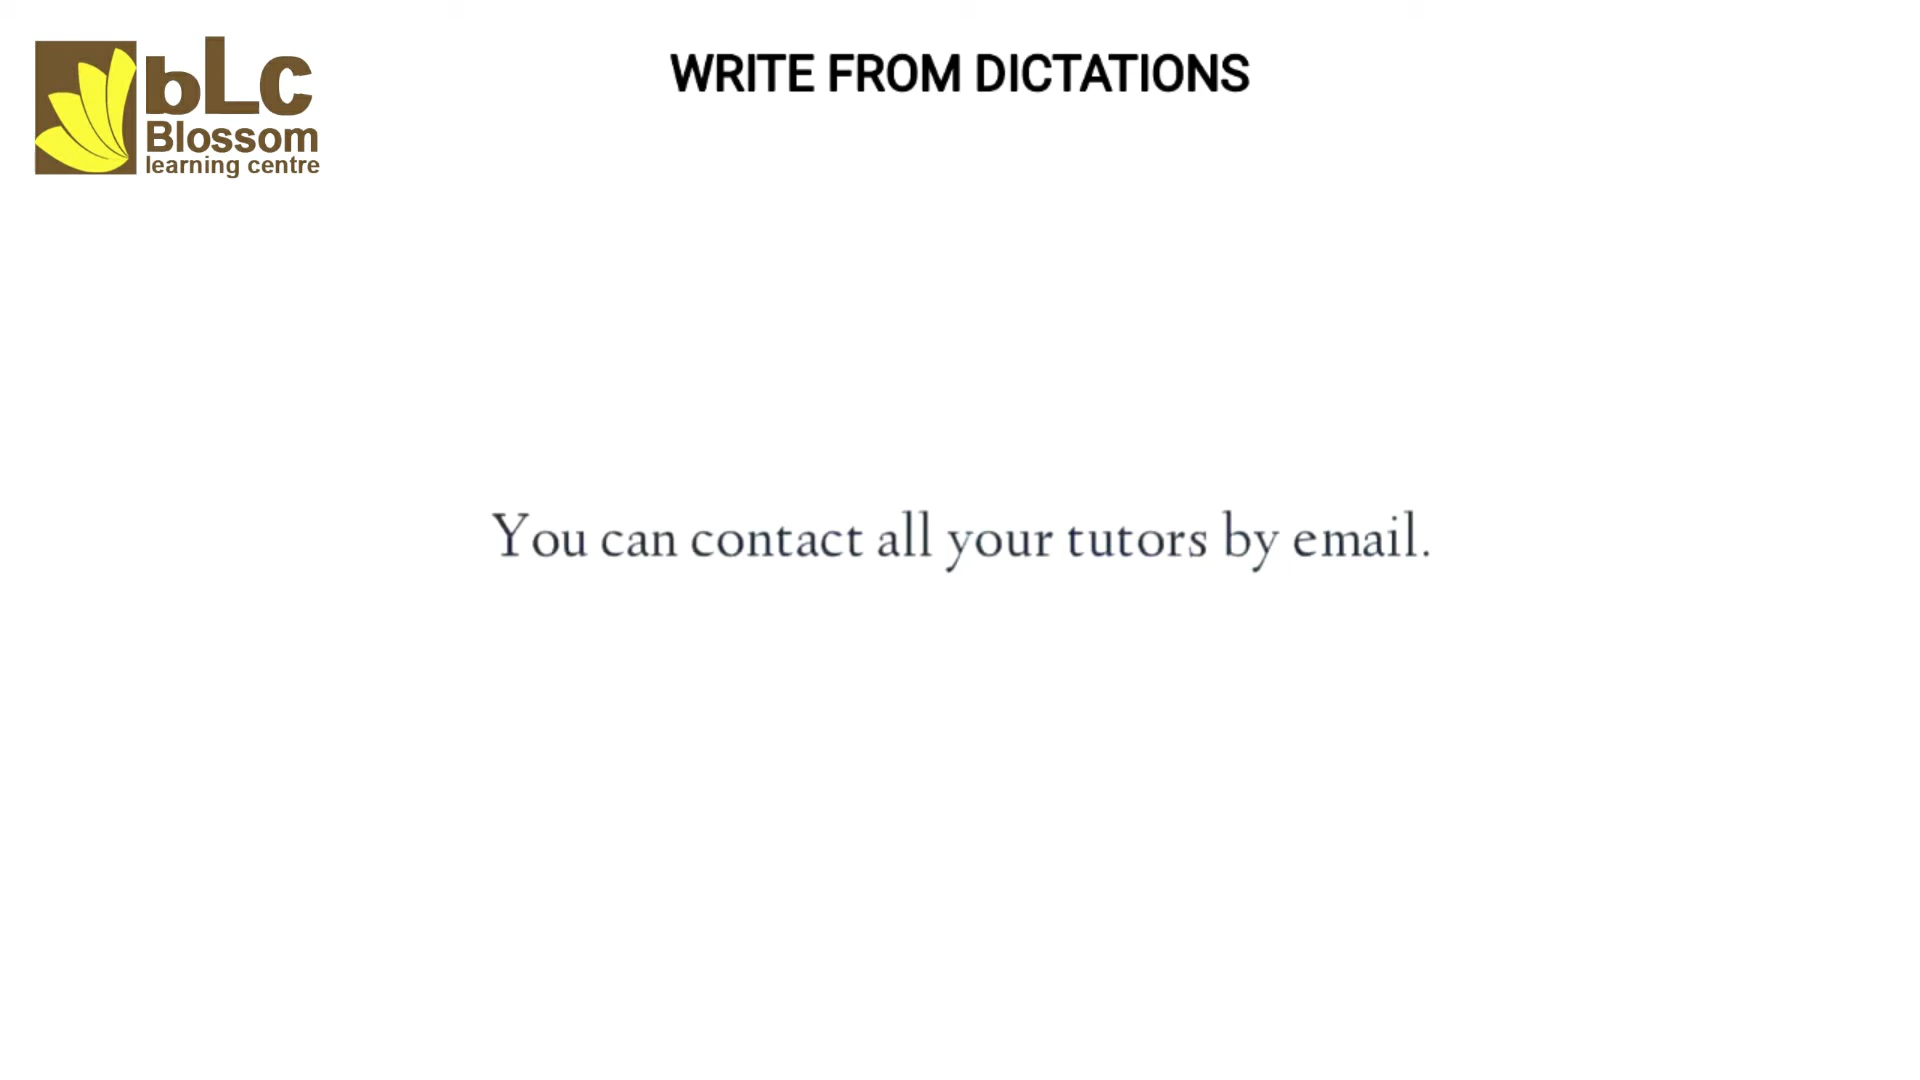 bLc
Blossom
learning centre
WRITE FROM DICTATIONS
You can contact all your tutors by email.